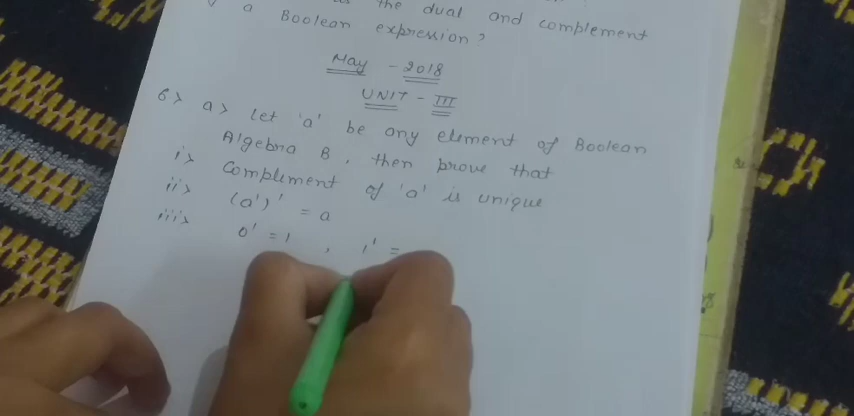 the dual and complement
a Boolean expression?
May - 2018
UNIT - III
6> a> Let 'a' be any element of Boolean
Algebra B, then prove that
i> Complement of 'a' is unique
ii> (a')' = a
iii> 0' = 1 , 1' =